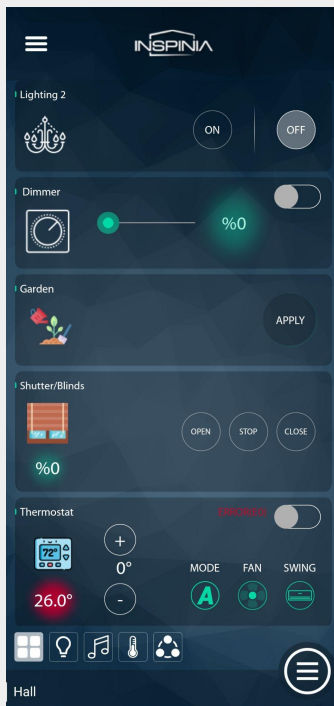 INSPINIA
Lighting 2
ON
OFF
Dimmer
%0
Garden
APPLY
Shutter/Blinds
OPEN
STOP
CLOSE
%0
Thermostat
+
72°
0°
MODE
FAN
SWING
A
26.0°
-
Hall